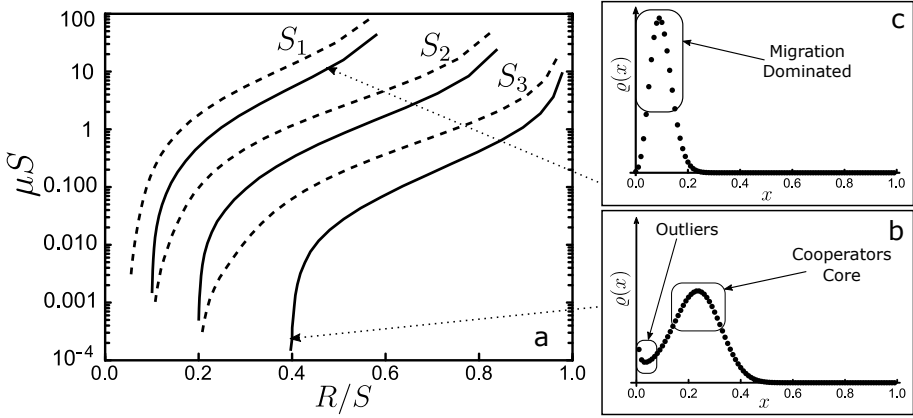 100
10
1
0.100
0.010
0.001
10⁻⁴
μS
S₁
S₂
S₃
a
0.0
0.2
0.4
0.6
0.8
1.0
R/S
c
Migration
Dominated
ϱ(x)
0.0
0.2
0.4
0.6
0.8
1.0
x
b
Outliers
Cooperators
Core
ϱ(x)
0.0
0.2
0.4
0.6
0.8
1.0
x